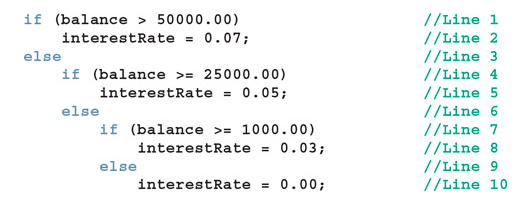 if (balance > 50000.00) //Line 1
interestRate = 0.07; //Line 2
else //Line 3
if (balance >= 25000.00) //Line 4
interestRate = 0.05; //Line 5
else //Line 6
if (balance >= 1000.00) //Line 7
interestRate = 0.03; //Line 8
else //Line 9
interestRate = 0.00; //Line 10